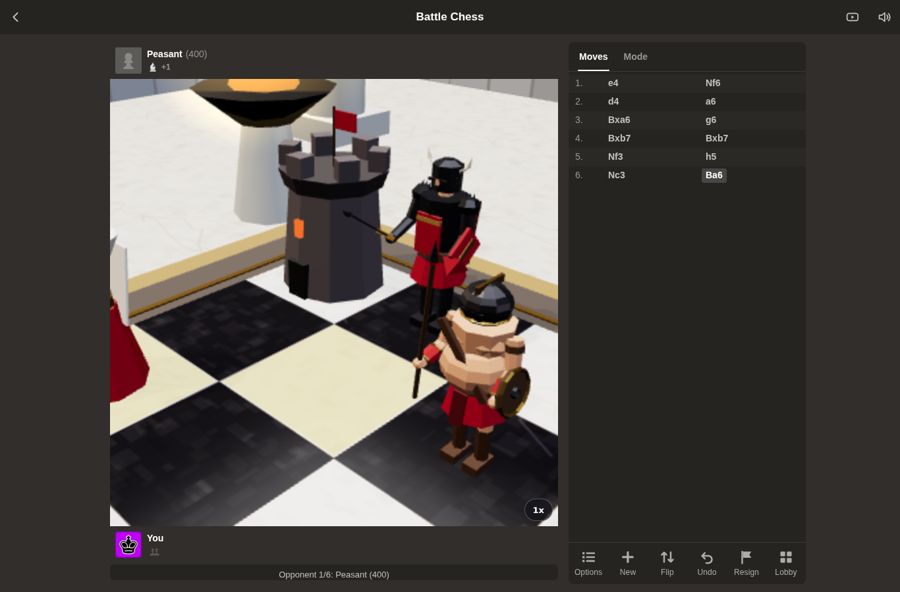 Battle Chess
Peasant (400)
+1
Moves Mode
1. e4 Nf6
2. d4 a6
3. Bxa6 g6
4. Bxb7 Bxb7
5. Nf3 h5
6. Nc3 Ba6
1x
You
Opponent 1/6: Peasant (400)
Options New Flip Undo Resign Lobby